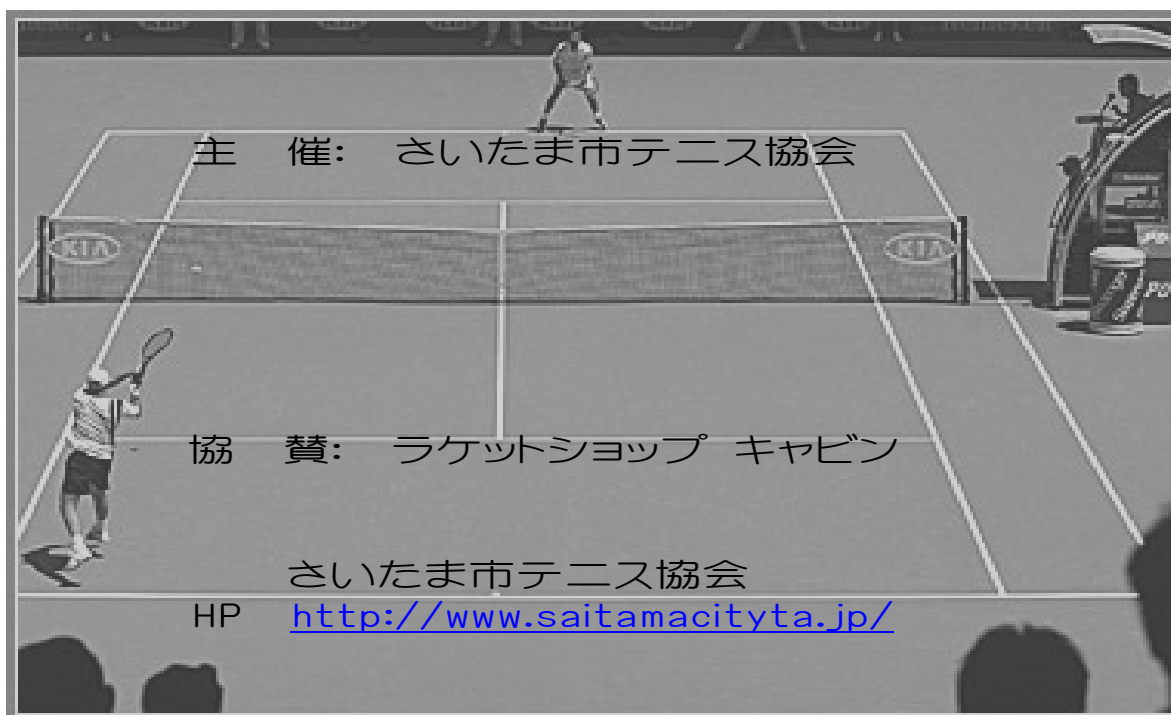 主　催:　さいたま市テニス協会
KIA
KIA
協　賛:　ラケットショップ キャビン
さいたま市テニス協会
HP　http://www.saitamacityta.jp/